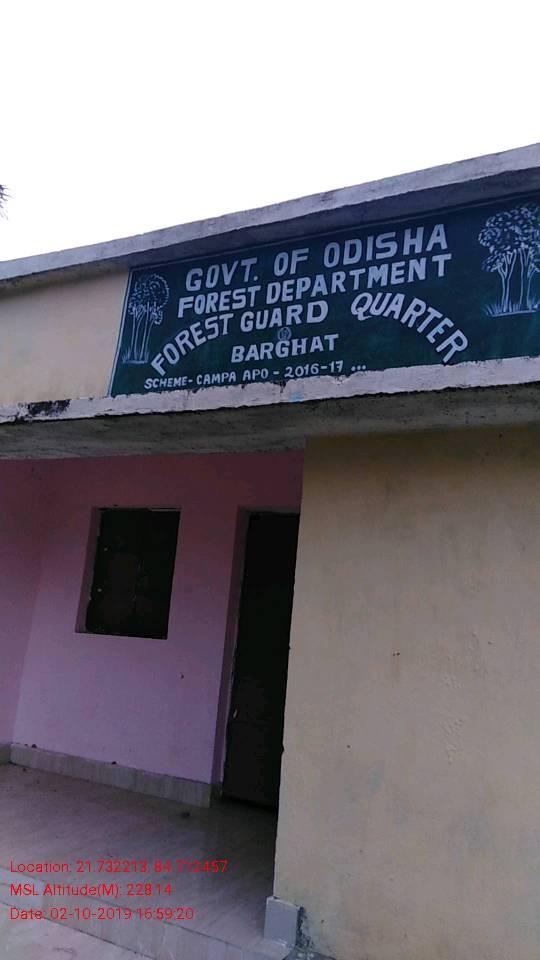 GOVT. OF ODISHA
FOREST DEPARTMENT
FOREST GUARD QUARTER
BARGHAT
SCHEME- CAMPA APO - 2016-17 ...
Location: 21.732213, 84.712457
MSL Altitude(M): 228.14
Date: 02-10-2019 16:59:20